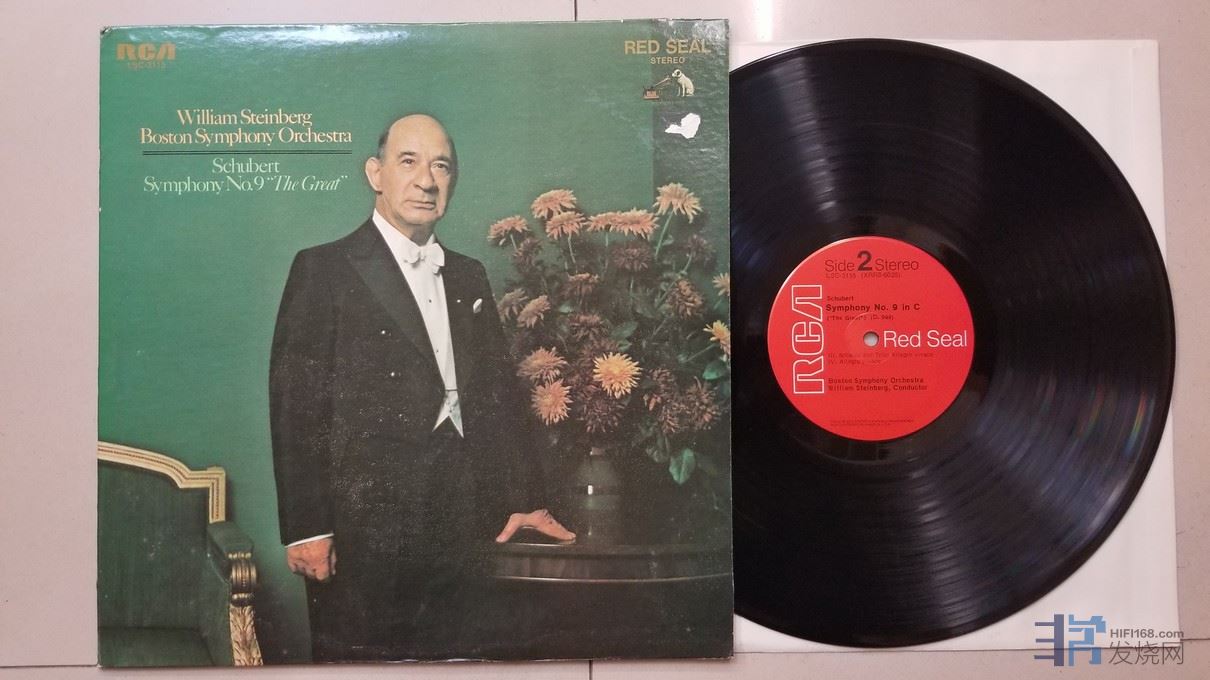 RCA
LSC-3115
RED SEAL
STEREO
William Steinberg
Boston Symphony Orchestra
Schubert
Symphony No. 9 "The Great"
Side 2 Stereo
RCA
Schubert
Symphony No. 9 in C
("The Great") (D. 944)
Red Seal
Boston Symphony Orchestra
William Steinberg, Conductor
HIFI168.com
发烧网